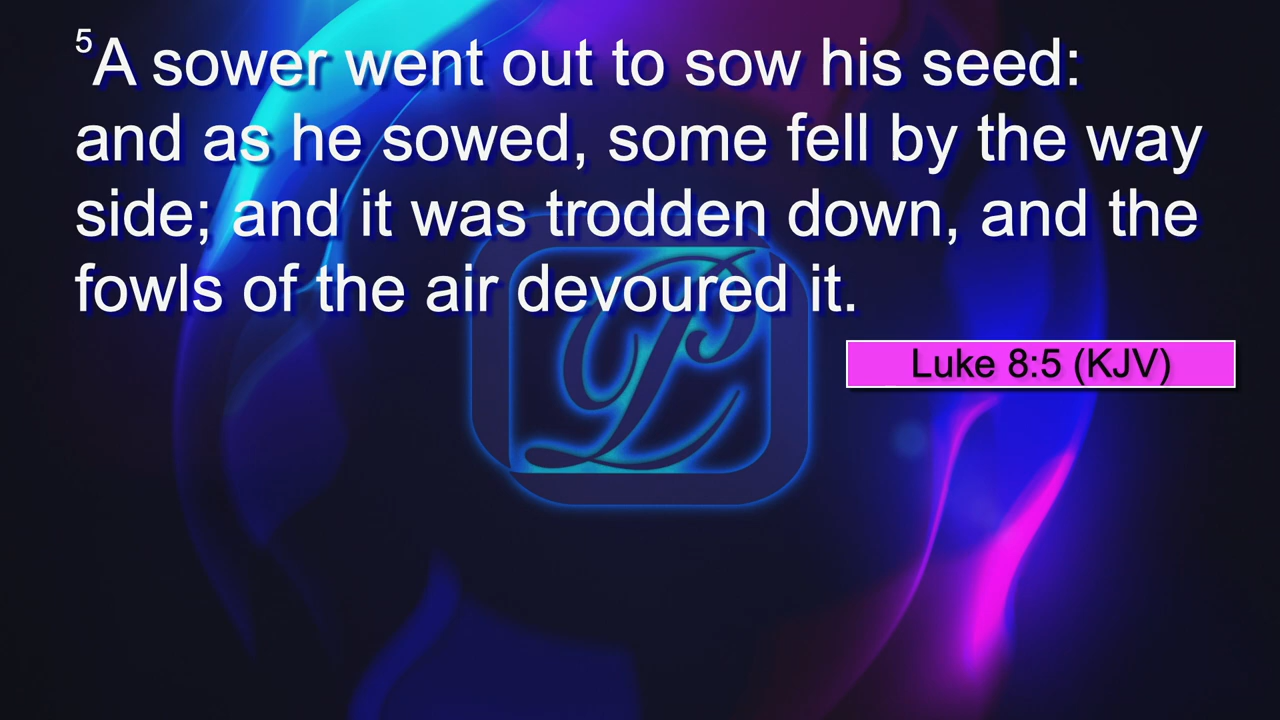 5A sower went out to sow his seed:
and as he sowed, some fell by the way
side; and it was trodden down, and the
fowls of the air devoured it.
Luke 8:5 (KJV)